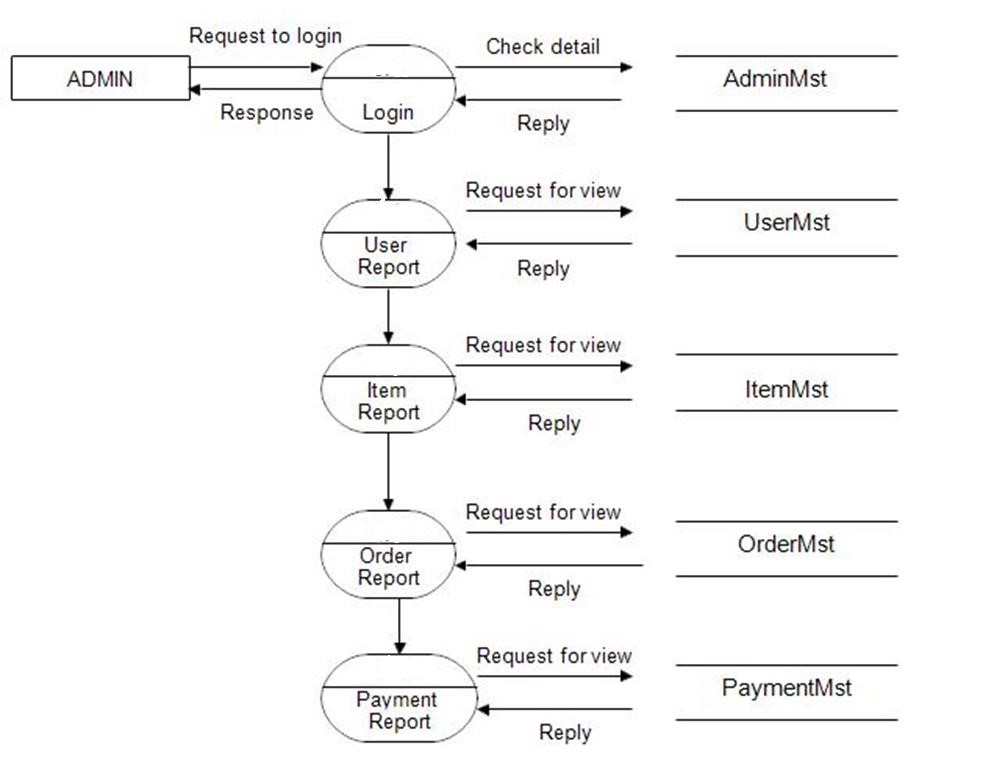 Request to login
Check detail
ADMIN
AdminMst
Response
Login
Reply
Request for view
UserMst
User
Report
Reply
Request for view
ItemMst
Item
Report
Reply
Request for view
OrderMst
Order
Report
Reply
Request for view
PaymentMst
Payment
Report
Reply